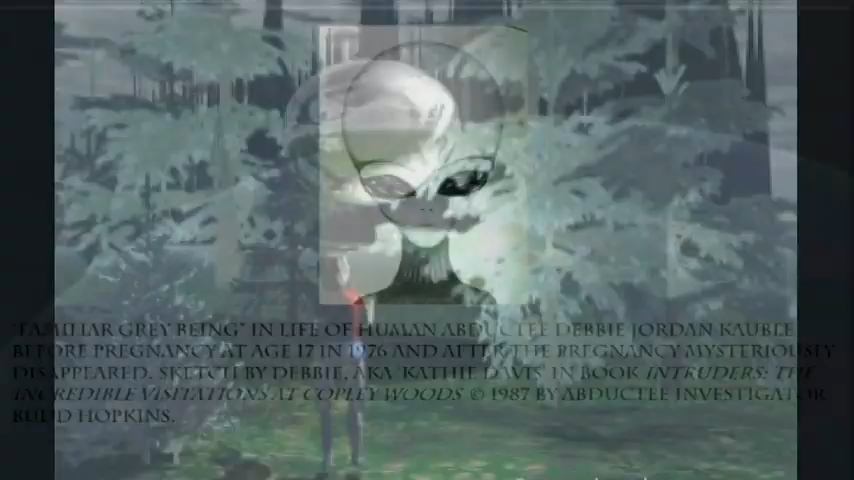 "FAMILIAR GREY BEING" IN LIFE OF HUMAN ABDUCTEE DEBBIE JORDAN KAUBLE
BEFORE PREGNANCY AT AGE 17 IN 1976 AND AFTER THE PREGNANCY MYSTERIOUSLY
DISAPPEARED. SKETCH BY DEBBIE, AKA "KATHIE DAVIS" IN BOOK INTRUDERS: THE
INCREDIBLE VISITATIONS AT COPLEY WOODS © 1987 BY ABDUCTEE INVESTIGATOR
BUDD HOPKINS.